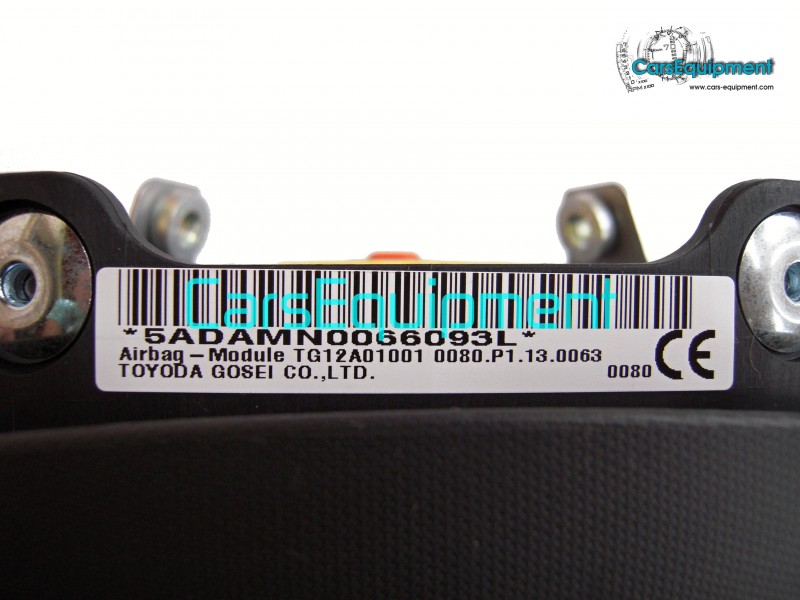 CarsEquipment
www.cars-equipment.com
CarsEquipment
*5ADAMN0066093L*
Airbag - Module TG12A01001 0080.P1.13.0063
TOYODA GOSEI CO.,LTD.
0080 CE